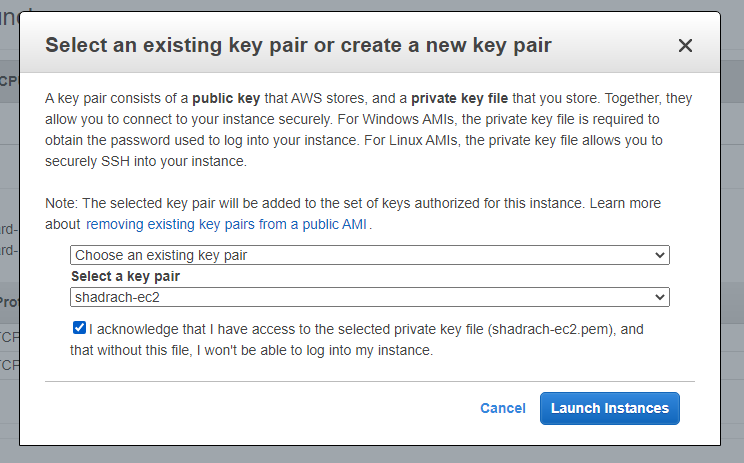 Select an existing key pair or create a new key pair
A key pair consists of a public key that AWS stores, and a private key file that you store. Together, they
allow you to connect to your instance securely. For Windows AMIs, the private key file is required to
obtain the password used to log into your instance. For Linux AMIs, the private key file allows you to
securely SSH into your instance.
Note: The selected key pair will be added to the set of keys authorized for this instance. Learn more
about removing existing key pairs from a public AMI .
Choose an existing key pair
Select a key pair
shadrach-ec2
I acknowledge that I have access to the selected private key file (shadrach-ec2.pem), and
that without this file, I won't be able to log into my instance.
Cancel
Launch Instances